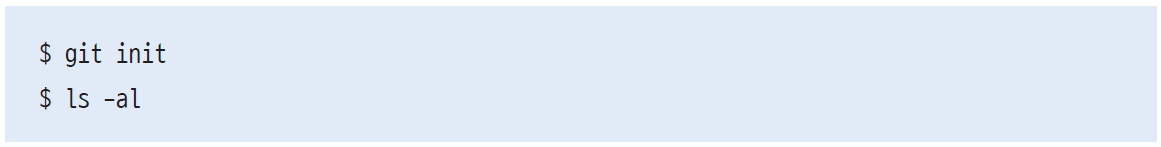 $ git init
$ ls –al